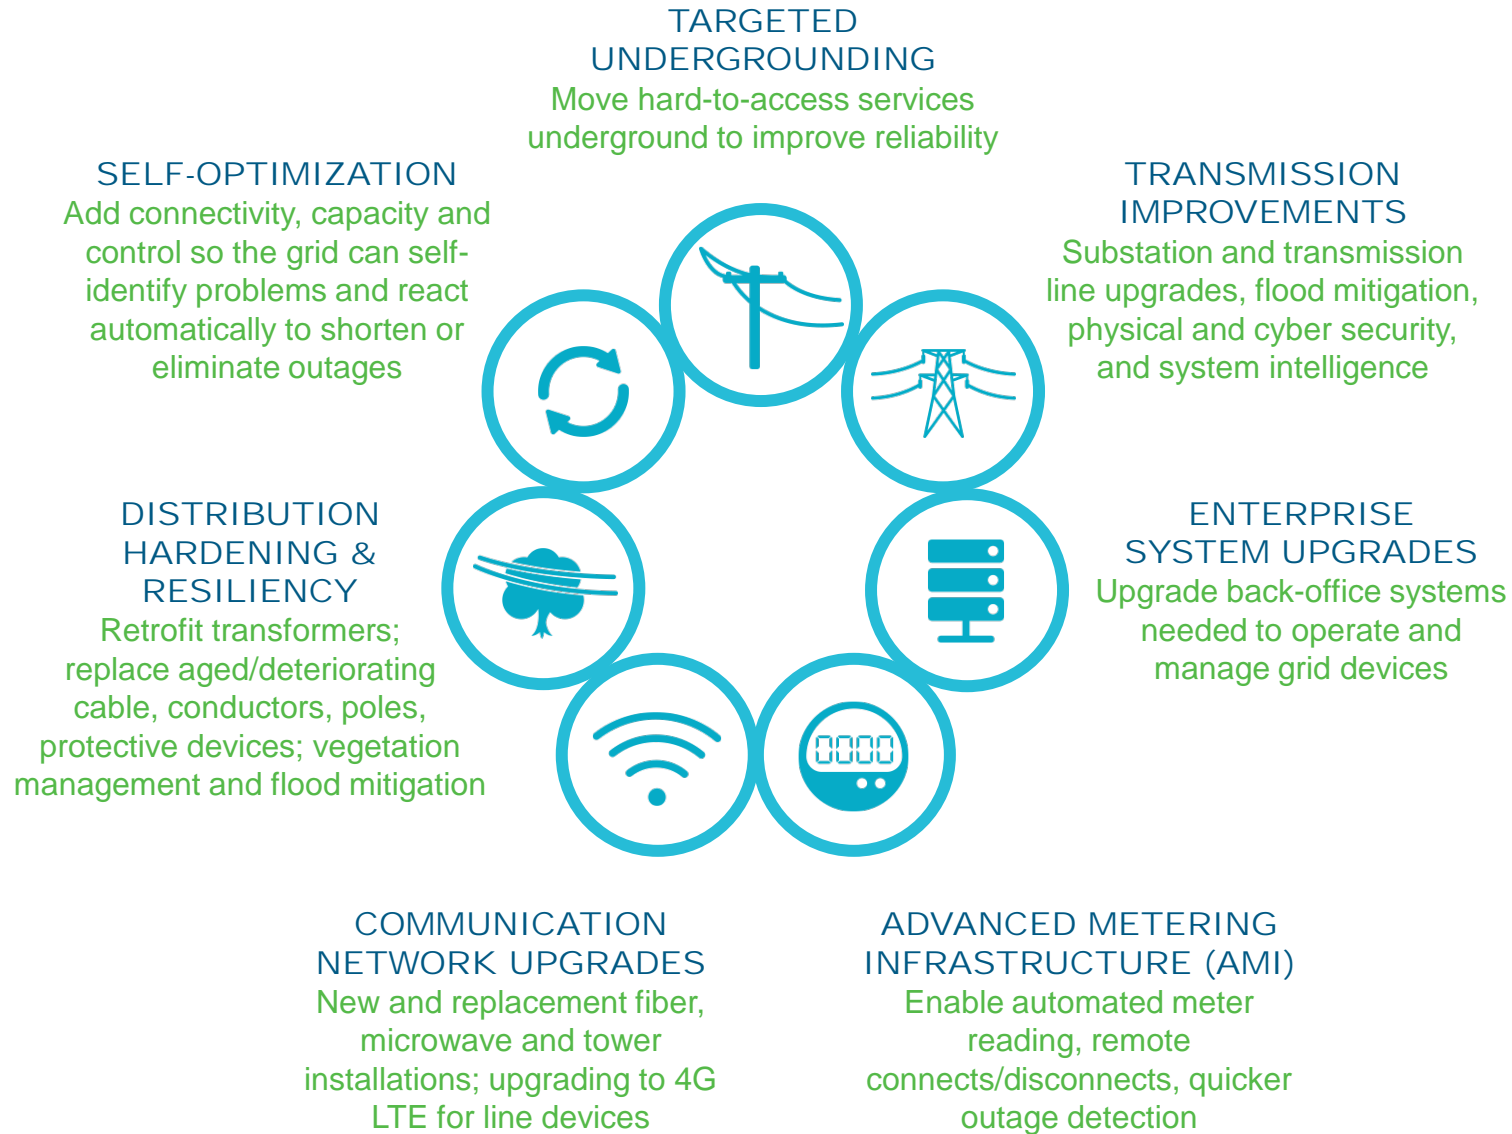 TARGETED
UNDERGROUNDING
Move hard-to-access services
underground to improve reliability
SELF-OPTIMIZATION
Add connectivity, capacity and
control so the grid can self-
identify problems and react
automatically to shorten or
eliminate outages
TRANSMISSION
IMPROVEMENTS
Substation and transmission
line upgrades, flood mitigation,
physical and cyber security,
and system intelligence
DISTRIBUTION
HARDENING &
RESILIENCY
Retrofit transformers;
replace aged/deteriorating
cable, conductors, poles,
protective devices; vegetation
management and flood mitigation
ENTERPRISE
SYSTEM UPGRADES
Upgrade back-office systems
needed to operate and
manage grid devices
0000
COMMUNICATION
NETWORK UPGRADES
New and replacement fiber,
microwave and tower
installations; upgrading to 4G
LTE for line devices
ADVANCED METERING
INFRASTRUCTURE (AMI)
Enable automated meter
reading, remote
connects/disconnects, quicker
outage detection